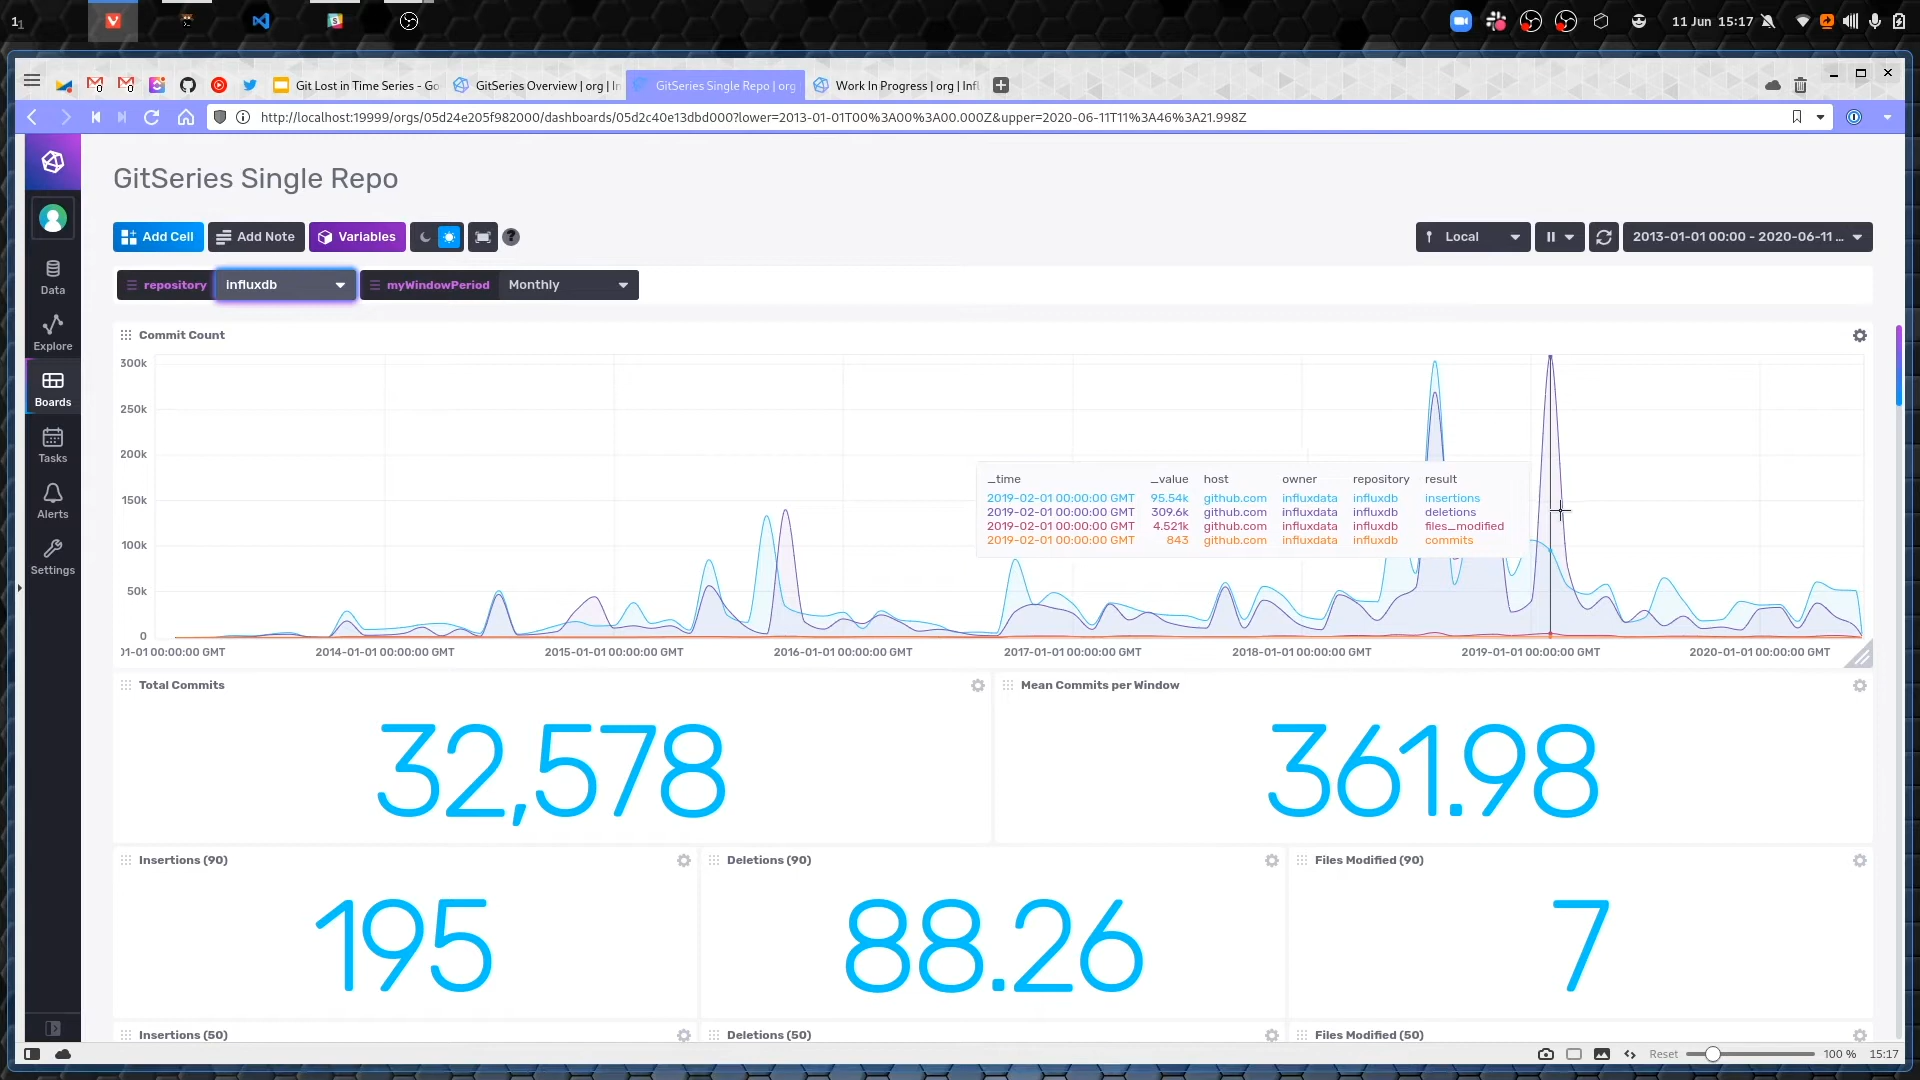 11 Jun 15:17
Git Lost in Time Series - Go
GitSeries Overview | org | In
GitSeries Single Repo | org
Work In Progress | org | Infl
http://localhost:19999/orgs/05d24e205f982000/dashboards/05d2c40e13dbd000?lower=2013-01-01T00%3A00%3A00.000Z&upper=2020-06-11T11%3A46%3A21.998Z
GitSeries Single Repo
Add Cell
Add Note
Variables
?
Local
2013-01-01 00:00 - 2020-06-11 ...
repository
influxdb
myWindowPeriod
Monthly
Data
Explore
Boards
Tasks
Alerts
Settings
Commit Count
300k
250k
200k
150k
100k
50k
0
_time _value host owner repository result
2019-02-01 00:00:00 GMT 95.54k github.com influxdata influxdb insertions
2019-02-01 00:00:00 GMT 309.6k github.com influxdata influxdb deletions
2019-02-01 00:00:00 GMT 4.521k github.com influxdata influxdb files_modified
2019-02-01 00:00:00 GMT 843 github.com influxdata influxdb commits
01-01 00:00:00 GMT
2014-01-01 00:00:00 GMT
2015-01-01 00:00:00 GMT
2016-01-01 00:00:00 GMT
2017-01-01 00:00:00 GMT
2018-01-01 00:00:00 GMT
2019-01-01 00:00:00 GMT
2020-01-01 00:00:00 GMT
Total Commits
32,578
Mean Commits per Window
361.98
Insertions (90)
195
Deletions (90)
88.26
Files Modified (90)
7
Insertions (50)
Deletions (50)
Files Modified (50)
Reset
100 %
15:17